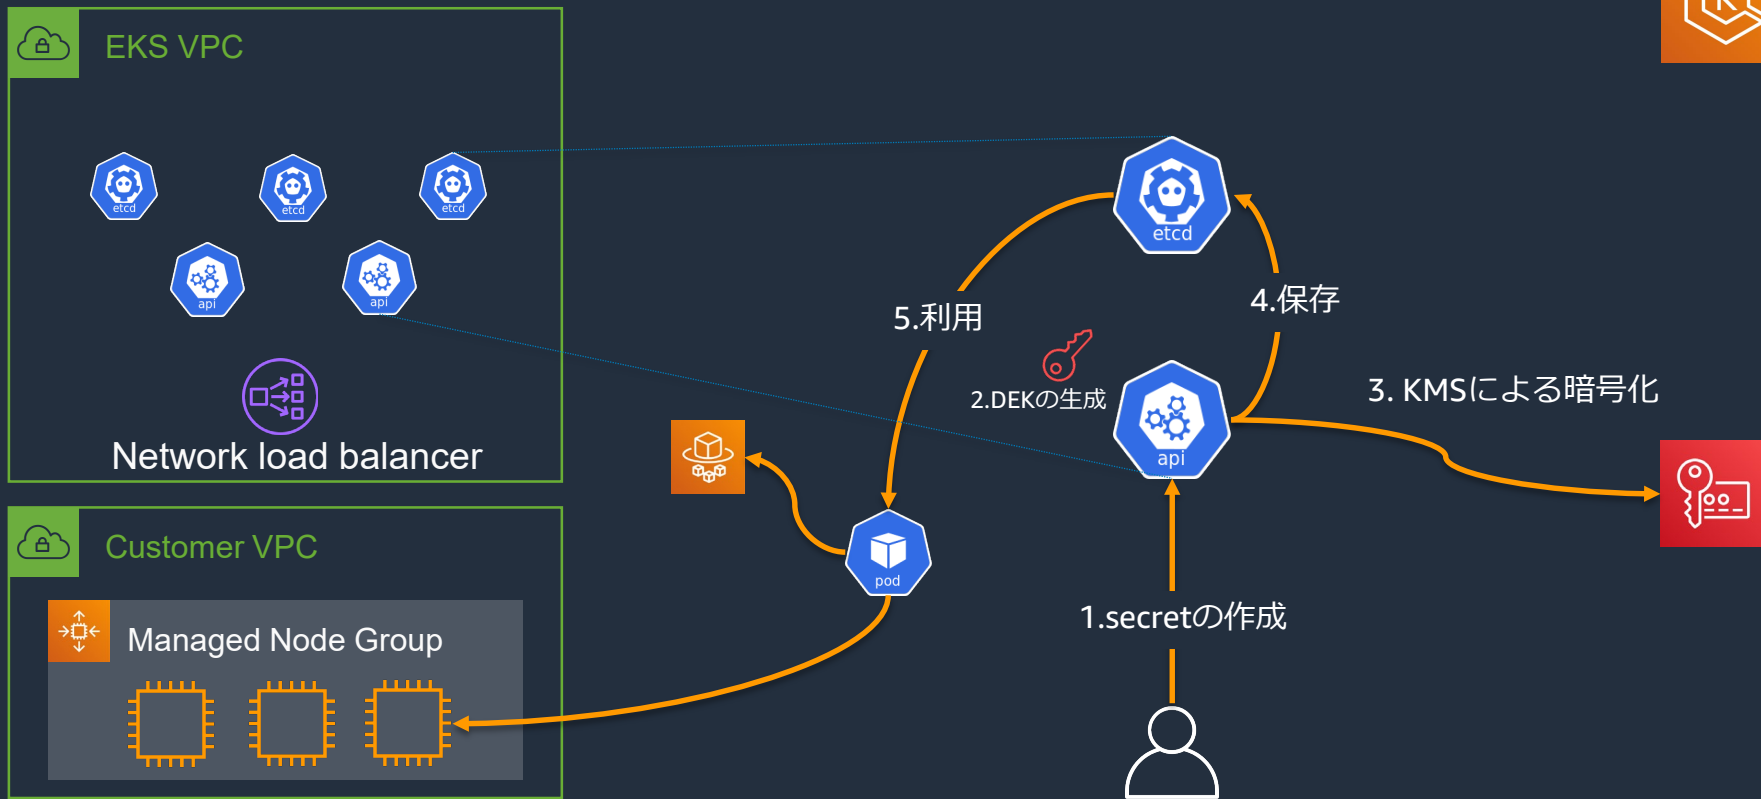 EKS VPC
etcd
etcd
etcd
api
api
Network load balancer
Customer VPC
Managed Node Group
etcd
4.保存
5.利用
2.DEKの生成
3. KMSによる暗号化
api
pod
1.secretの作成
K